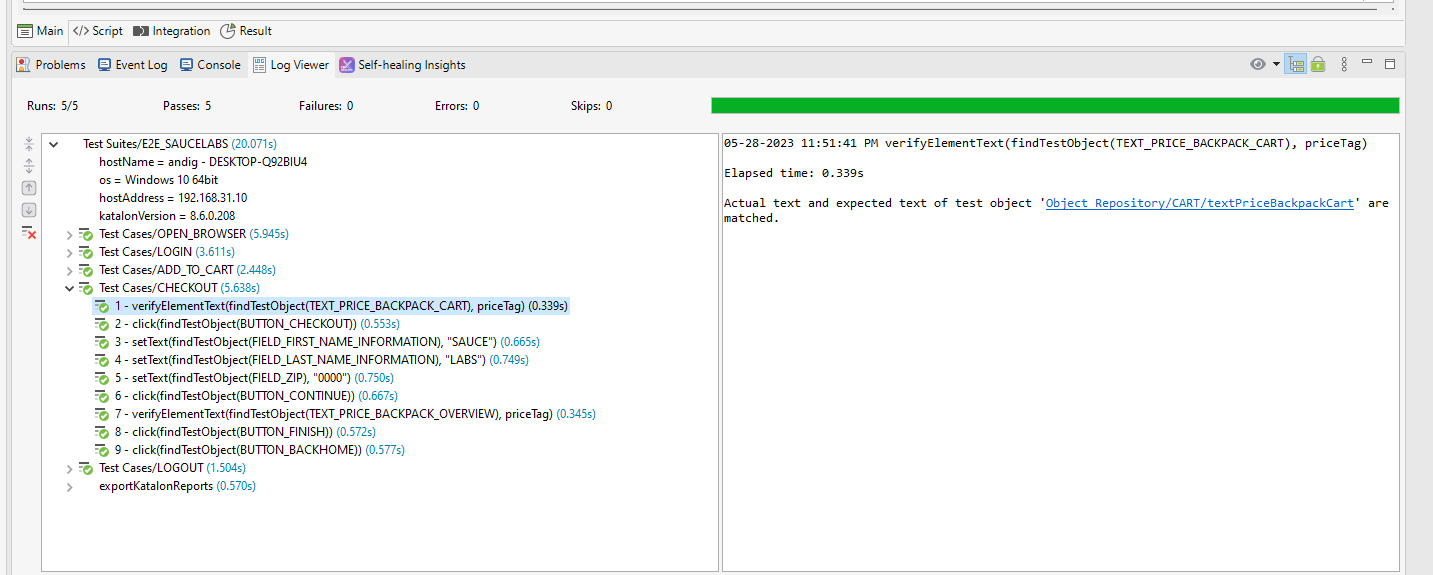 Main </> Script Integration Result
Problems Event Log Console Log Viewer Self-healing Insights
Runs: 5/5 Passes: 5 Failures: 0 Errors: 0 Skips: 0
Test Suites/E2E_SAUCELABS (20.071s)
hostName = andig - DESKTOP-Q92BIU4
os = Windows 10 64bit
hostAddress = 192.168.31.10
katalonVersion = 8.6.0.208
Test Cases/OPEN_BROWSER (5.945s)
Test Cases/LOGIN (3.611s)
Test Cases/ADD_TO_CART (2.448s)
Test Cases/CHECKOUT (5.638s)
1 - verifyElementText(findTestObject(TEXT_PRICE_BACKPACK_CART), priceTag) (0.339s)
2 - click(findTestObject(BUTTON_CHECKOUT)) (0.553s)
3 - setText(findTestObject(FIELD_FIRST_NAME_INFORMATION), "SAUCE") (0.665s)
4 - setText(findTestObject(FIELD_LAST_NAME_INFORMATION), "LABS") (0.749s)
5 - setText(findTestObject(FIELD_ZIP), "0000") (0.750s)
6 - click(findTestObject(BUTTON_CONTINUE)) (0.667s)
7 - verifyElementText(findTestObject(TEXT_PRICE_BACKPACK_OVERVIEW), priceTag) (0.345s)
8 - click(findTestObject(BUTTON_FINISH)) (0.572s)
9 - click(findTestObject(BUTTON_BACKHOME)) (0.577s)
Test Cases/LOGOUT (1.504s)
exportKatalonReports (0.570s)
05-28-2023 11:51:41 PM verifyElementText(findTestObject(TEXT_PRICE_BACKPACK_CART), priceTag)
Elapsed time: 0.339s
Actual text and expected text of test object 'Object Repository/CART/textPriceBackpackCart' are
matched.